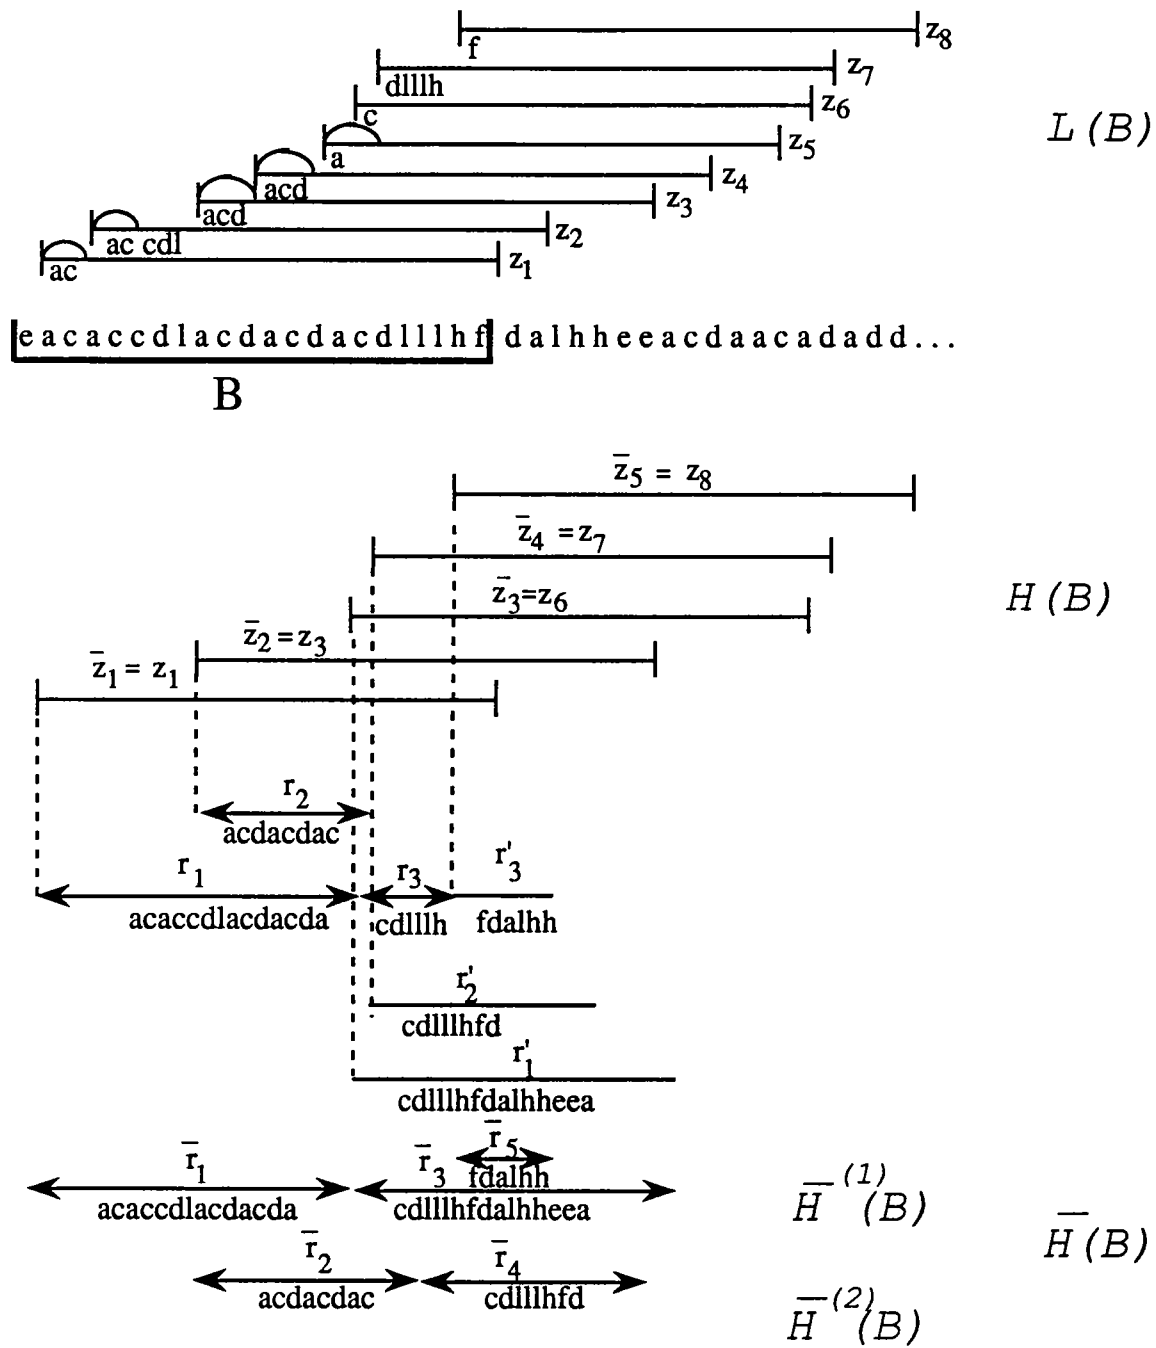 f z₈
dlllh z₇
c z₆
L(B)
a z₅
acd z₄
acd z₃
ac cdl z₂
ac z₁
e a c a c c d l a c d a c d a c d l l l h f d a l h h e e a c d a a c a d a d d . . .
B
z̄₅ = z₈
z̄₄ = z₇
z̄₃=z₆
H(B)
z̄₂=z₃
z̄₁= z₁
r₂
acdacdac
r₁ r₃ r'₃
acaccdlacdacda cdlllh fdalhh
r'₂
cdlllhfd
r'₁
cdlllhfdalhheea
r̄₁ r̄₃ r̄₅
fdalhh
acaccdlacdacda cdlllhfdalhheea
H̄⁽¹⁾(B)
H̄(B)
r̄₂ r̄₄
acdacdac cdlllhfd
H̄⁽²⁾(B)